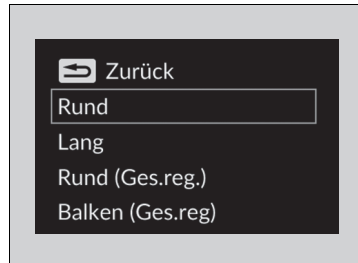 Zurück
Rund
Lang
Rund (Ges.reg.)
Balken (Ges.reg)